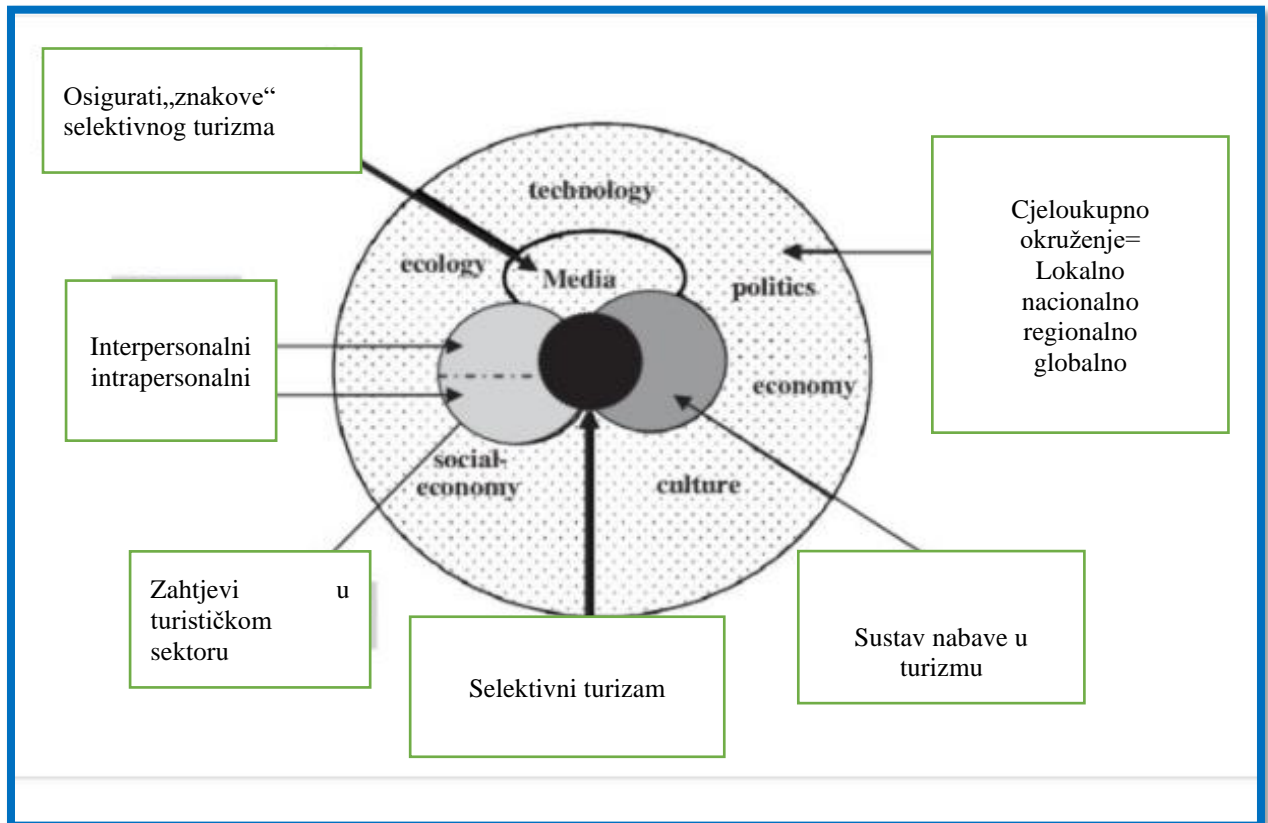 Osigurati„znakove“
selektivnog turizma
technology
ecology
Media
politics
Cjeloukupno
okruženje=
Lokalno
nacionalno
regionalno
globalno
Interpersonalni
intrapersonalni
economy
social-
economy
culture
Zahtjevi u
turističkom
sektoru
Selektivni turizam
Sustav nabave u
turizmu